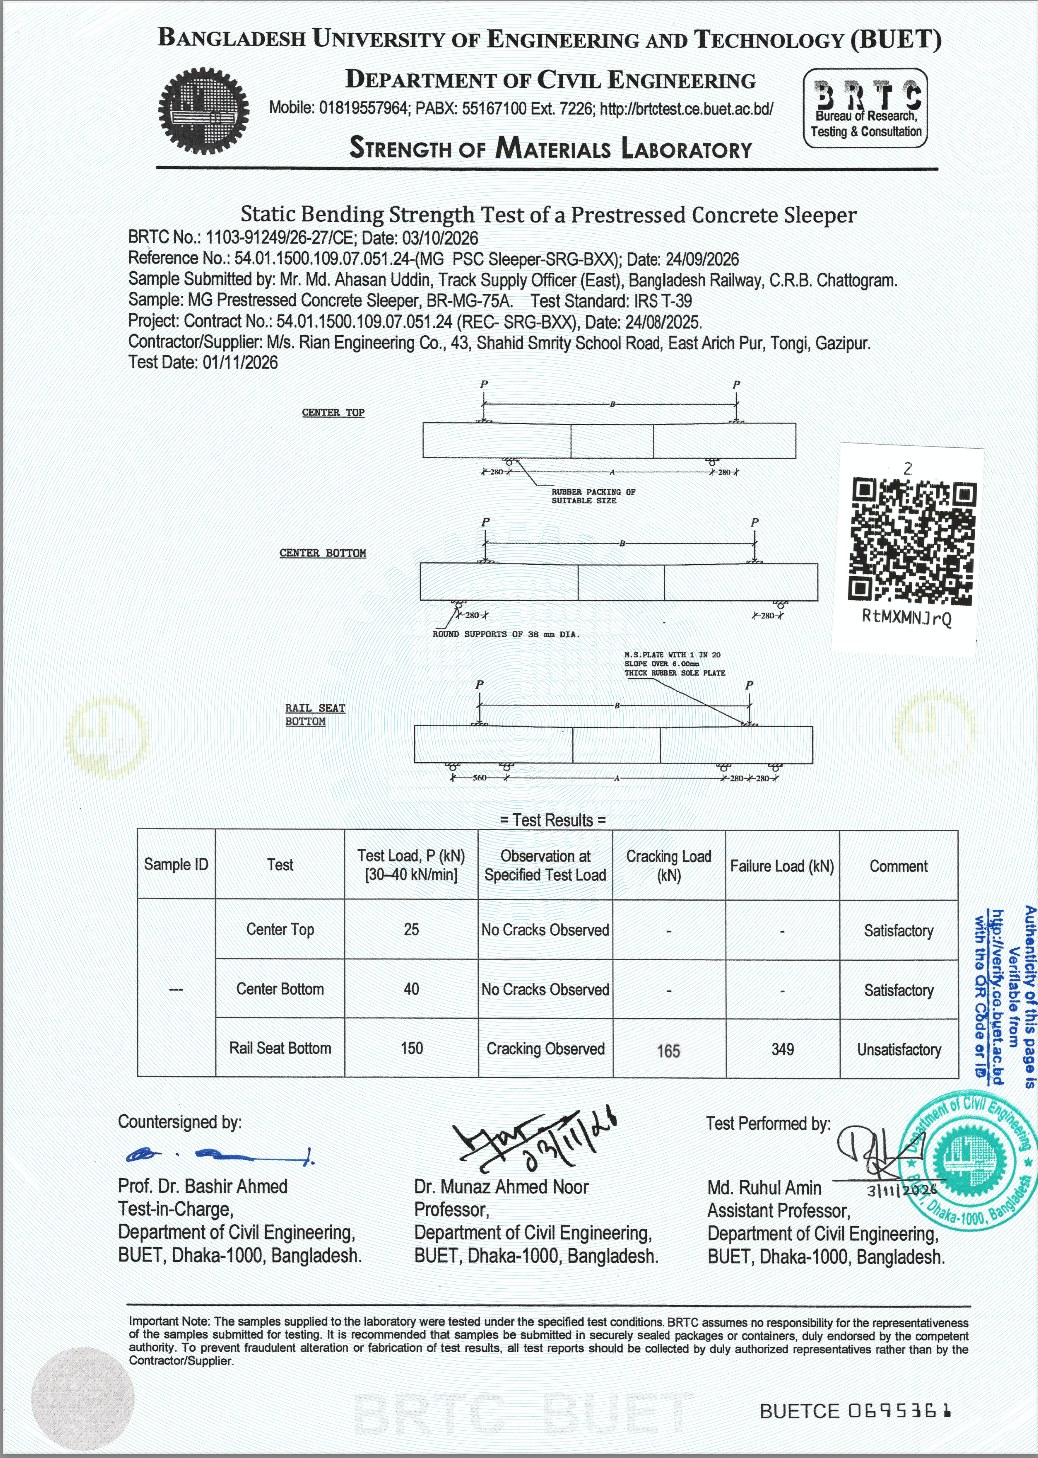 BANGLADESH UNIVERSITY OF ENGINEERING AND TECHNOLOGY (BUET)
DEPARTMENT OF CIVIL ENGINEERING
Mobile: 01819557964; PABX: 55167100 Ext. 7226; http://brtctest.ce.buet.ac.bd/
STRENGTH OF MATERIALS LABORATORY
BRTC
Bureau of Research,
Testing & Consultation
Static Bending Strength Test of a Prestressed Concrete Sleeper
BRTC No.: 1103-91249/26-27/CE; Date: 03/10/2026
Reference No.: 54.01.1500.109.07.051.24-(MG PSC Sleeper-SRG-BXX); Date: 24/09/2026
Sample Submitted by: Mr. Md. Ahasan Uddin, Track Supply Officer (East), Bangladesh Railway, C.R.B. Chattogram.
Sample: MG Prestressed Concrete Sleeper, BR-MG-75A. Test Standard: IRS T-39
Project: Contract No.: 54.01.1500.109.07.051.24 (REC- SRG-BXX), Date: 24/08/2025.
Contractor/Supplier: M/s. Rian Engineering Co., 43, Shahid Smrity School Road, East Arich Pur, Tongi, Gazipur.
Test Date: 01/11/2026
P P
B
CENTER TOP
280 A 280
RUBBER PACKING OF
SUITABLE SIZE
2
RtMXMNJrQ
P P
B
CENTER BOTTOM
280 280
ROUND SUPPORTS OF 38 mm DIA.
M.S.PLATE WITH 1 IN 20
SLOPE OVER 6.00mm
THICK RUBBER SOLE PLATE
P P
B
RAIL SEAT
BOTTOM
560 A 280 280
= Test Results =
Sample ID Test Test Load, P (kN) [30–40 kN/min] Observation at Specified Test Load Cracking Load (kN) Failure Load (kN) Comment
Center Top 25 No Cracks Observed - - Satisfactory
--- Center Bottom 40 No Cracks Observed - - Satisfactory
Rail Seat Bottom 150 Cracking Observed 165 349 Unsatisfactory
Authenticity of this page is
Verifiable from
http://verify.ce.buet.ac.bd
with the QR Code or ID
Countersigned by:
Prof. Dr. Bashir Ahmed
Test-in-Charge,
Department of Civil Engineering,
BUET, Dhaka-1000, Bangladesh.
03/11/26
Dr. Munaz Ahmed Noor
Professor,
Department of Civil Engineering,
BUET, Dhaka-1000, Bangladesh.
Test Performed by:
3/11/2026
Md. Ruhul Amin
Assistant Professor,
Department of Civil Engineering,
BUET, Dhaka-1000, Bangladesh.
Department of Civil Engineering
BUET, Dhaka-1000, Bangladesh
Important Note: The samples supplied to the laboratory were tested under the specified test conditions. BRTC assumes no responsibility for the representativeness
of the samples submitted for testing. It is recommended that samples be submitted in securely sealed packages or containers, duly endorsed by the competent
authority. To prevent fraudulent alteration or fabrication of test results, all test reports should be collected by duly authorized representatives rather than by the
Contractor/Supplier.
BRTC BUET
BUETCE 0695361